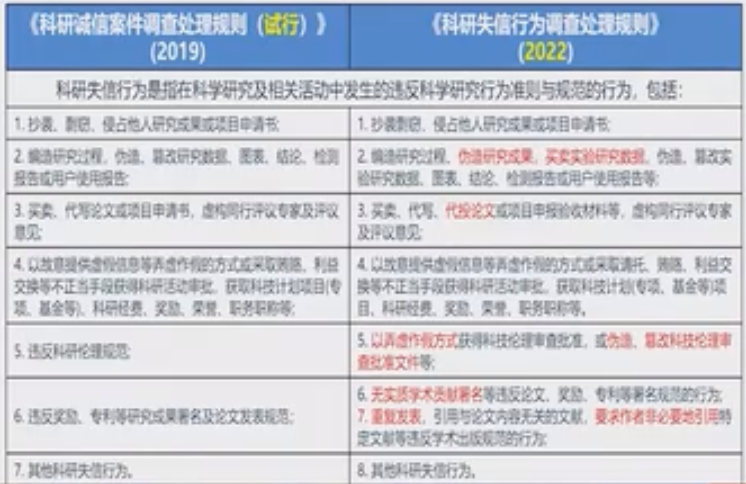 《科研诚信案件调查处理规则（试行）》
(2019)
《科研失信行为调查处理规则》
(2022)
科研失信行为是指在科学研究及相关活动中发生的违反科学研究行为准则与规范的行为，包括：
1. 抄袭、剽窃、侵占他人研究成果或项目申请书;
1. 抄袭剽窃、侵占他人研究成果或项目申请书;
2. 编造研究过程，伪造、篡改研究数据、图表、结论、检测
报告或用户使用报告;
2. 编造研究过程、伪造研究成果，买卖实验研究数据，伪造、篡改实
验研究数据、图表、结论、检测报告或用户使用报告等;
3. 买卖、代写论文或项目申请书，虚构同行评议专家及评议
意见;
3. 买卖、代写、代投论文或项目申报验收材料等，虚构同行评议专家
及评议意见;
4. 以故意提供虚假信息等弄虚作假的方式或采取贿赂、利益
交换等不正当手段获得科研活动审批，获取科技计划项目(专
项、基金等)、科研经费、奖励、荣誉、职务职称等;
4. 以故意提供虚假信息等弄虚作假的方式或采取请托、贿赂、利益交
换等不正当手段获得科研活动审批，获取科技计划(专项、基金等)项
目、科研经费、奖励、荣誉、职务职称等。
5. 违反科研伦理规范;
5. 以弄虚作假方式获得科技伦理审查批准，或伪造、篡改科技伦理审
查批准文件等;
6. 违反奖励、专利等研究成果署名及论文发表规范；
6. 无实质学术贡献署名等违反论文、奖励、专利等署名规范的行为;
7. 重复发表，引用与论文内容无关的文献，要求作者非必要地引用特
定文献等违反学术出版规范的行为;
7. 其他科研失信行为。
8. 其他科研失信行为。